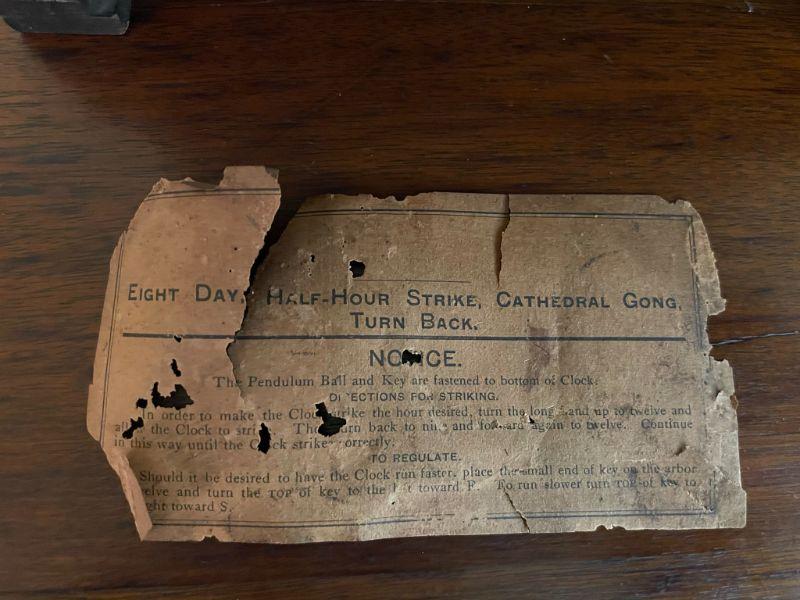 EIGHT DAY, HALF-HOUR STRIKE, CATHEDRAL GONG,
TURN BACK.
NOTICE.
The Pendulum Ball and Key are fastened to bottom of Clock.
DIRECTIONS FOR STRIKING.
In order to make the Clock strike the hour desired, turn the long hand up to twelve and
the Clock to turn back to nine and forward again to twelve. Continue
in this way until the Clock strikes correctly.
TO REGULATE.
Should it be desired to have the Clock run faster, place the small end of key on the arbor
and turn the TOP of key to the toward F. To run slower turn TOP of key to
toward S.